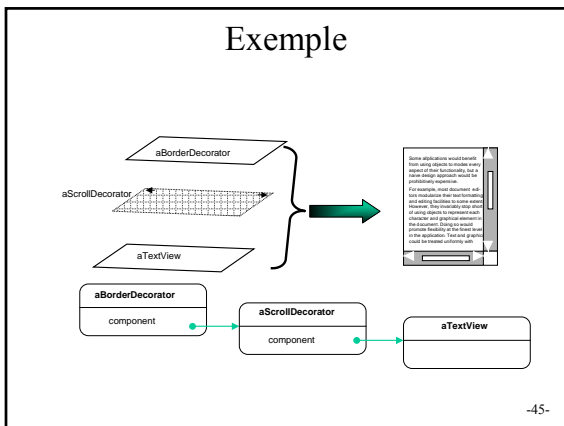 Exemple
aBorderDecorator
aScrollDecorator
aTextView
Some applications would benefit
from using objects to modes every
aspect of their functionality, but a
naive design approach would be
prohibitively expensive.
For example, most document edi-
tors modularise their text formatting
and editing facilities to some extent.
However, they invariably stop short
of using objects to represent each
character and graphical element in
the document. Doing so would
promote flexibility at the finest level
in the application. Text and graphic
could be treated uniformly with
aBorderDecorator
component
aScrollDecorator
component
aTextView
-45-